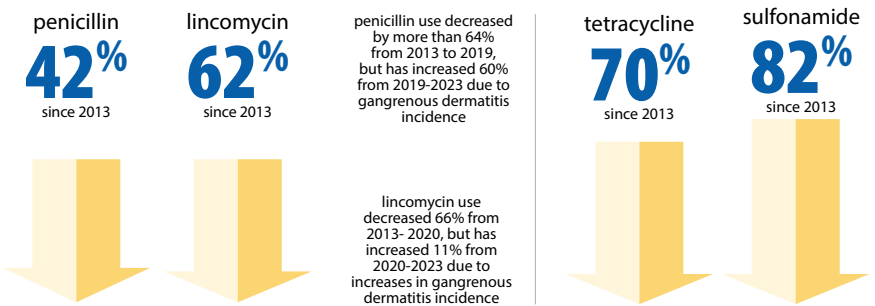 penicillin
42%
since 2013
lincomycin
62%
since 2013
penicillin use decreased
by more than 64%
from 2013 to 2019,
but has increased 60%
from 2019-2023 due to
gangrenous dermatitis
incidence
lincomycin use
decreased 66% from
2013- 2020, but has
increased 11% from
2020-2023 due to
increases in gangrenous
dermatitis incidence
tetracycline
70%
since 2013
sulfonamide
82%
since 2013